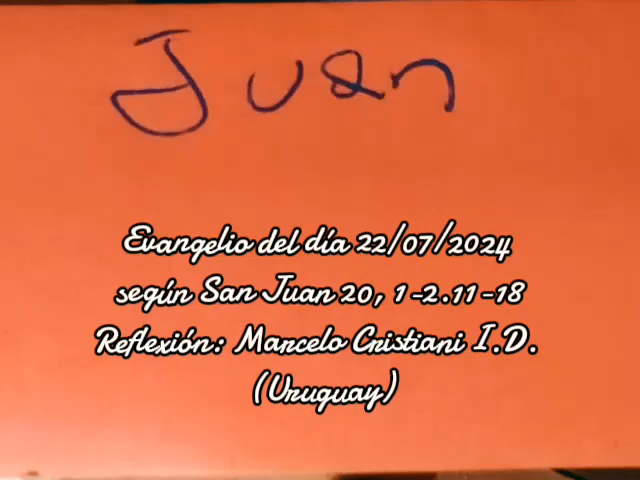 Juan
Evangelio del día 22/07/2024
según San Juan 20, 1-2.11-18
Reflexión: Marcelo Cristiani I.D.
(Uruguay)